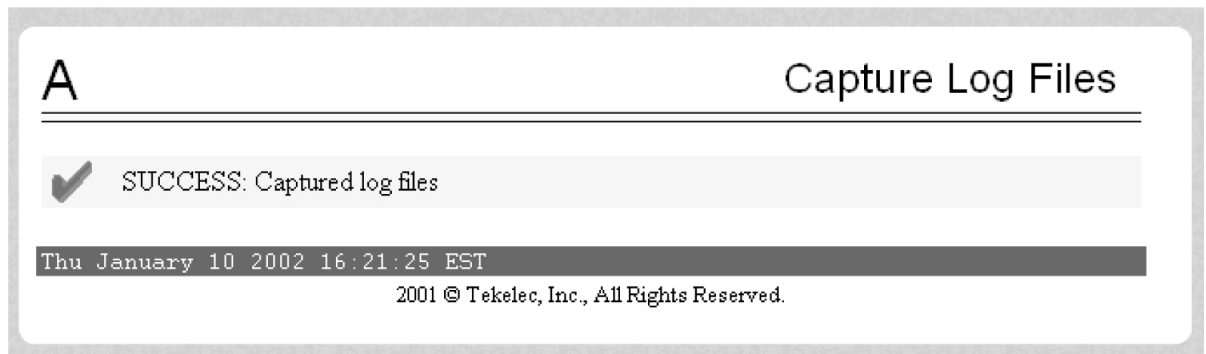 A
Capture Log Files
SUCCESS: Captured log files
Thu January 10 2002 16:21:25 EST
2001 © Tekelec, Inc., All Rights Reserved.